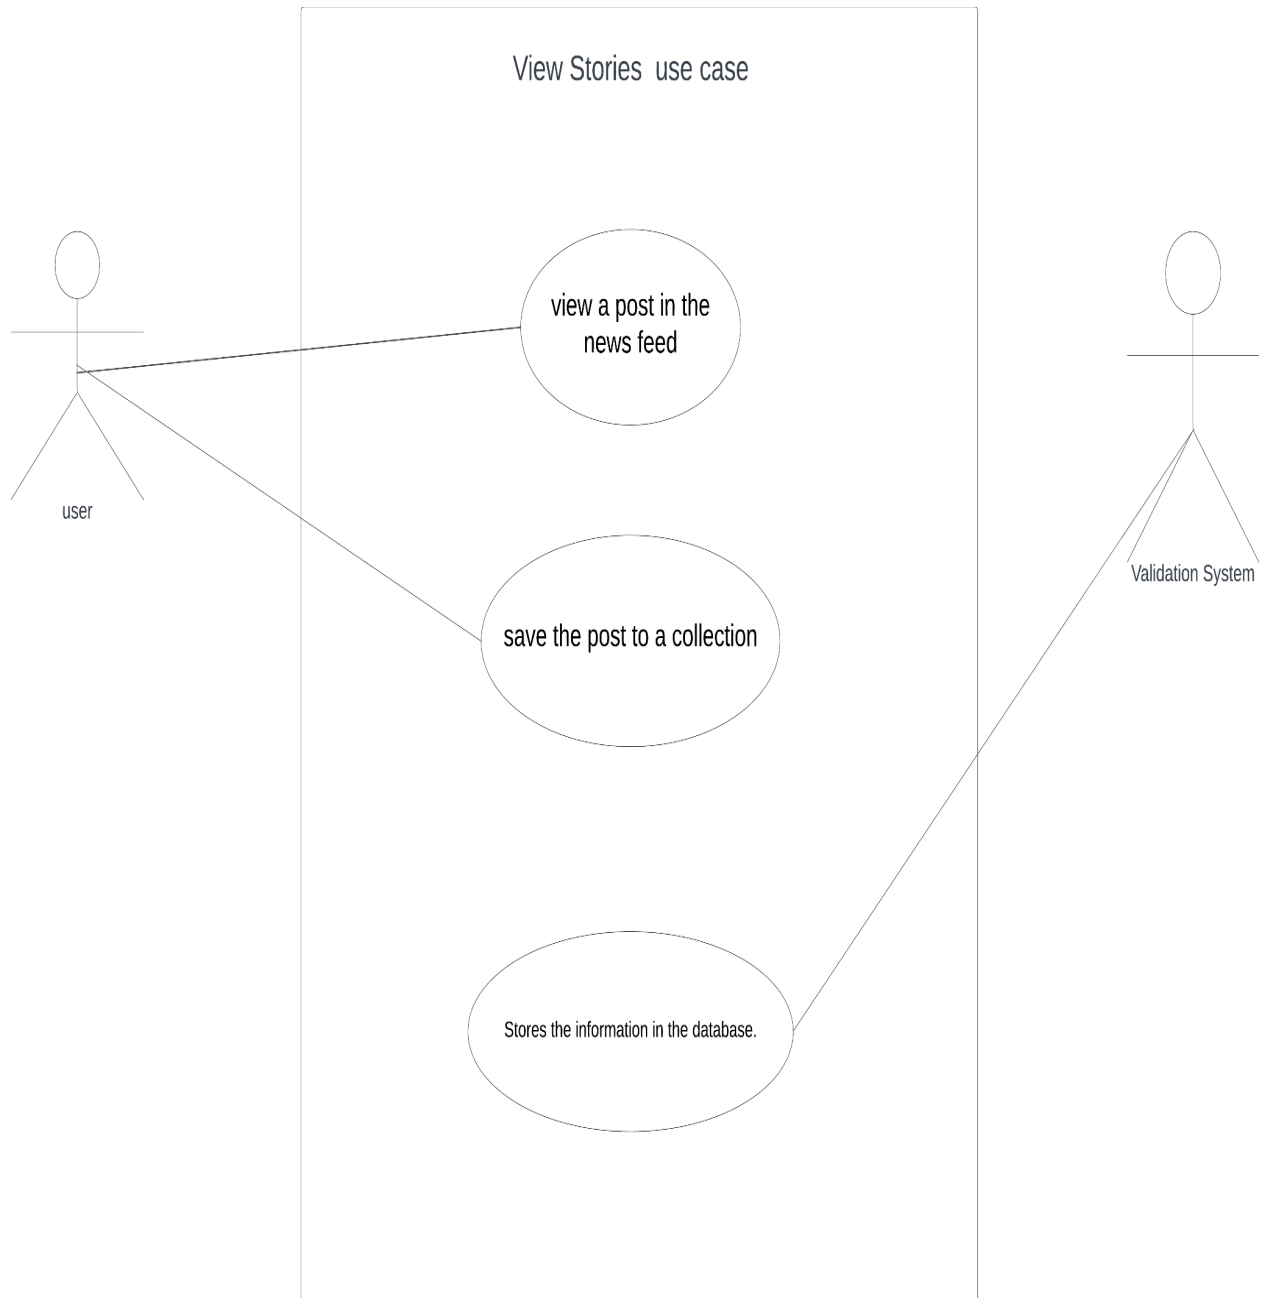 View Stories  use case
view a post in the
news feed
user
Validation System
save the post to a collection
Stores the information in the database.